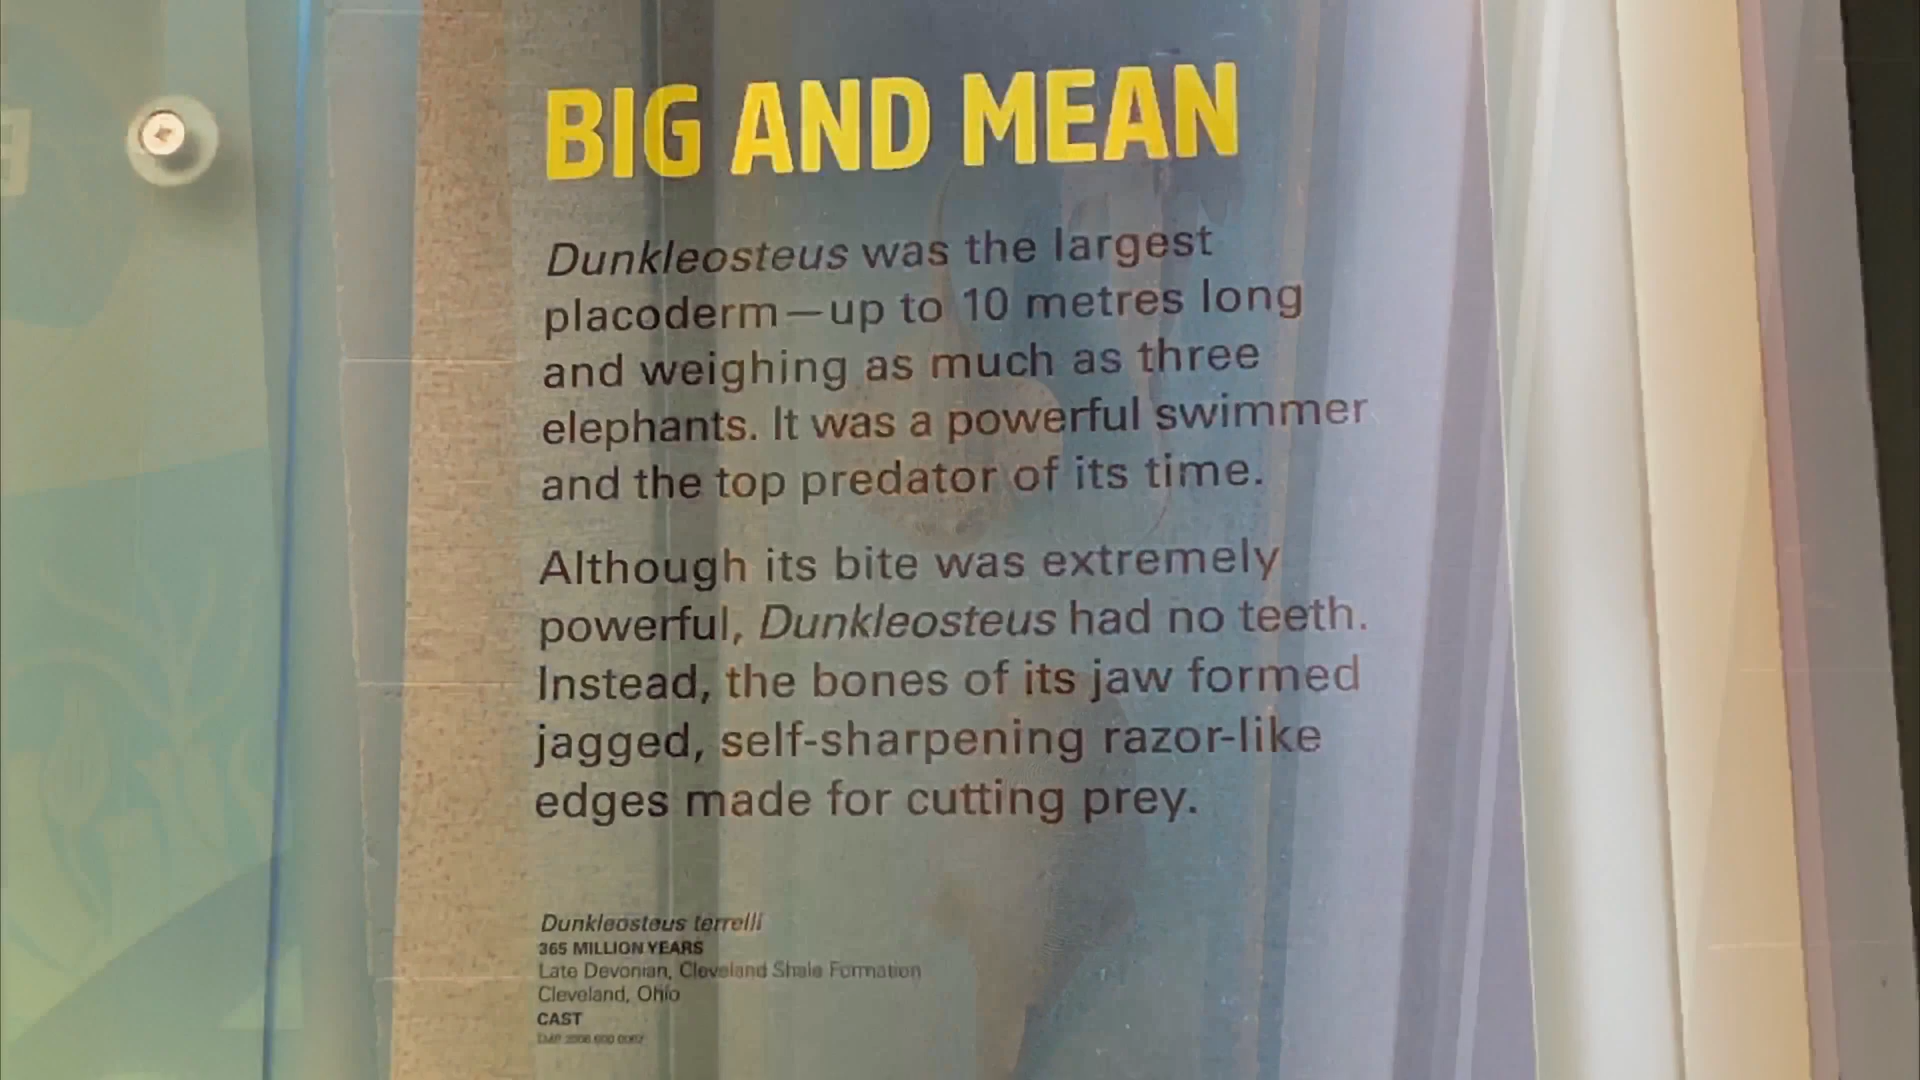 BIG AND MEAN
Dunkleosteus was the largest
placoderm—up to 10 metres long
and weighing as much as three
elephants. It was a powerful swimmer
and the top predator of its time.
Although its bite was extremely
powerful, Dunkleosteus had no teeth.
Instead, the bones of its jaw formed
jagged, self-sharpening razor-like
edges made for cutting prey.
Dunkleosteus terrelli
365 MILLION YEARS
Late Devonian, Cleveland Shale Formation
Cleveland, Ohio
CAST